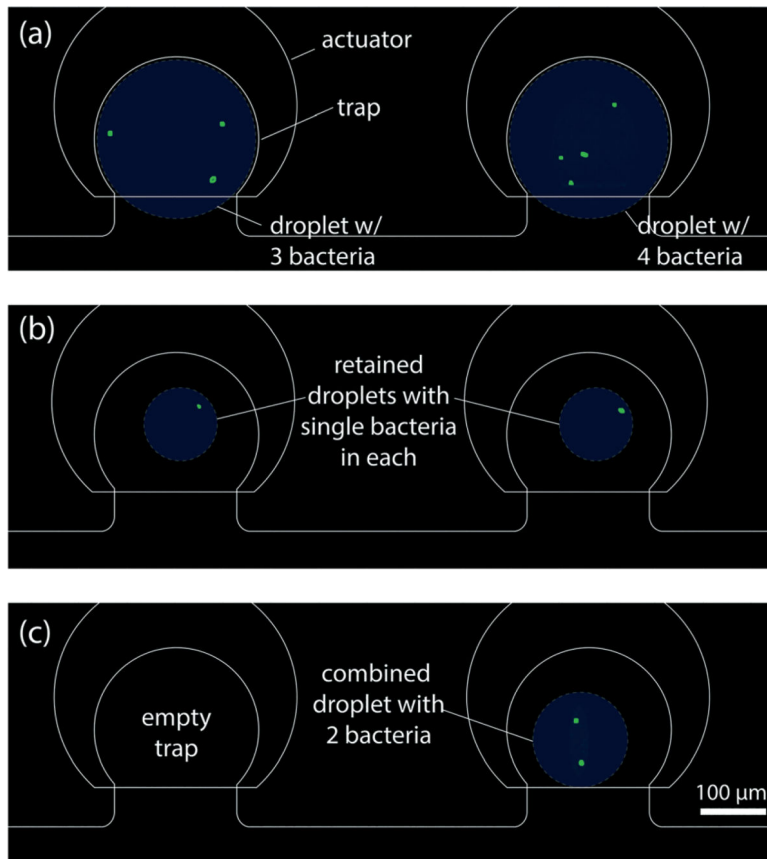 (a)
actuator
trap
droplet w/
3 bacteria
droplet w/
4 bacteria
(b)
retained
droplets with
single bacteria
in each
(c)
empty
trap
combined
droplet with
2 bacteria
100 μm